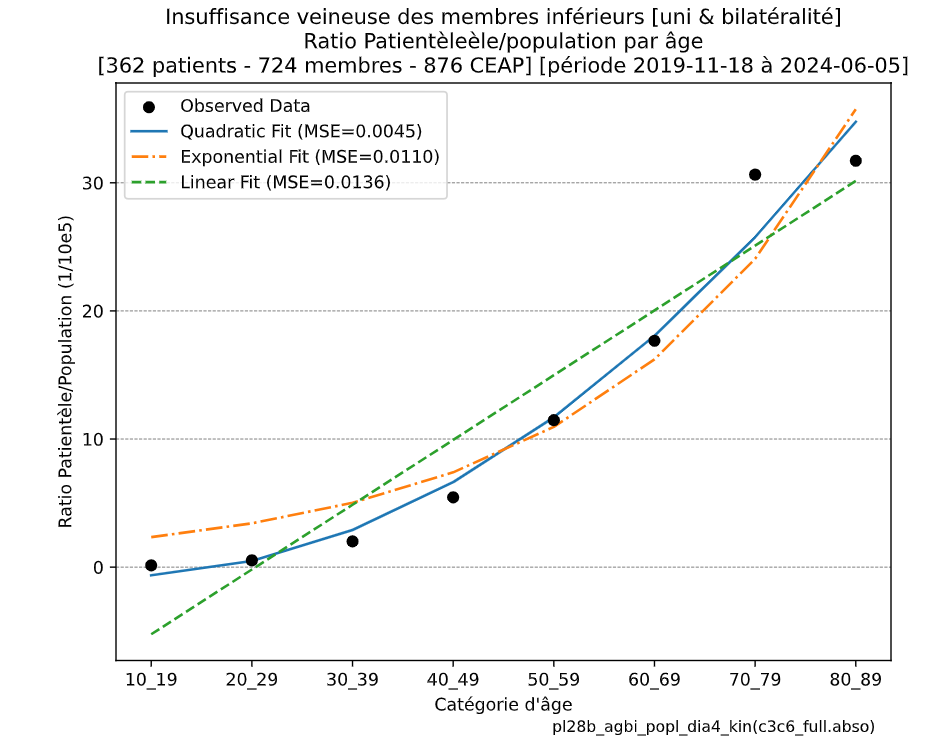 Insuffisance veineuse des membres inférieurs [uni & bilatéralité]
Ratio Patientèleèle/population par âge
[362 patients - 724 membres - 876 CEAP] [période 2019-11-18 à 2024-06-05]
Observed Data
Quadratic Fit (MSE=0.0045)
Exponential Fit (MSE=0.0110)
Linear Fit (MSE=0.0136)
Ratio Patientèle/Population (1/10e5)
30
20
10
0
10_19 20_29 30_39 40_49 50_59 60_69 70_79 80_89
Catégorie d'âge
pl28b_agbi_popl_dia4_kin(c3c6_full.abso)